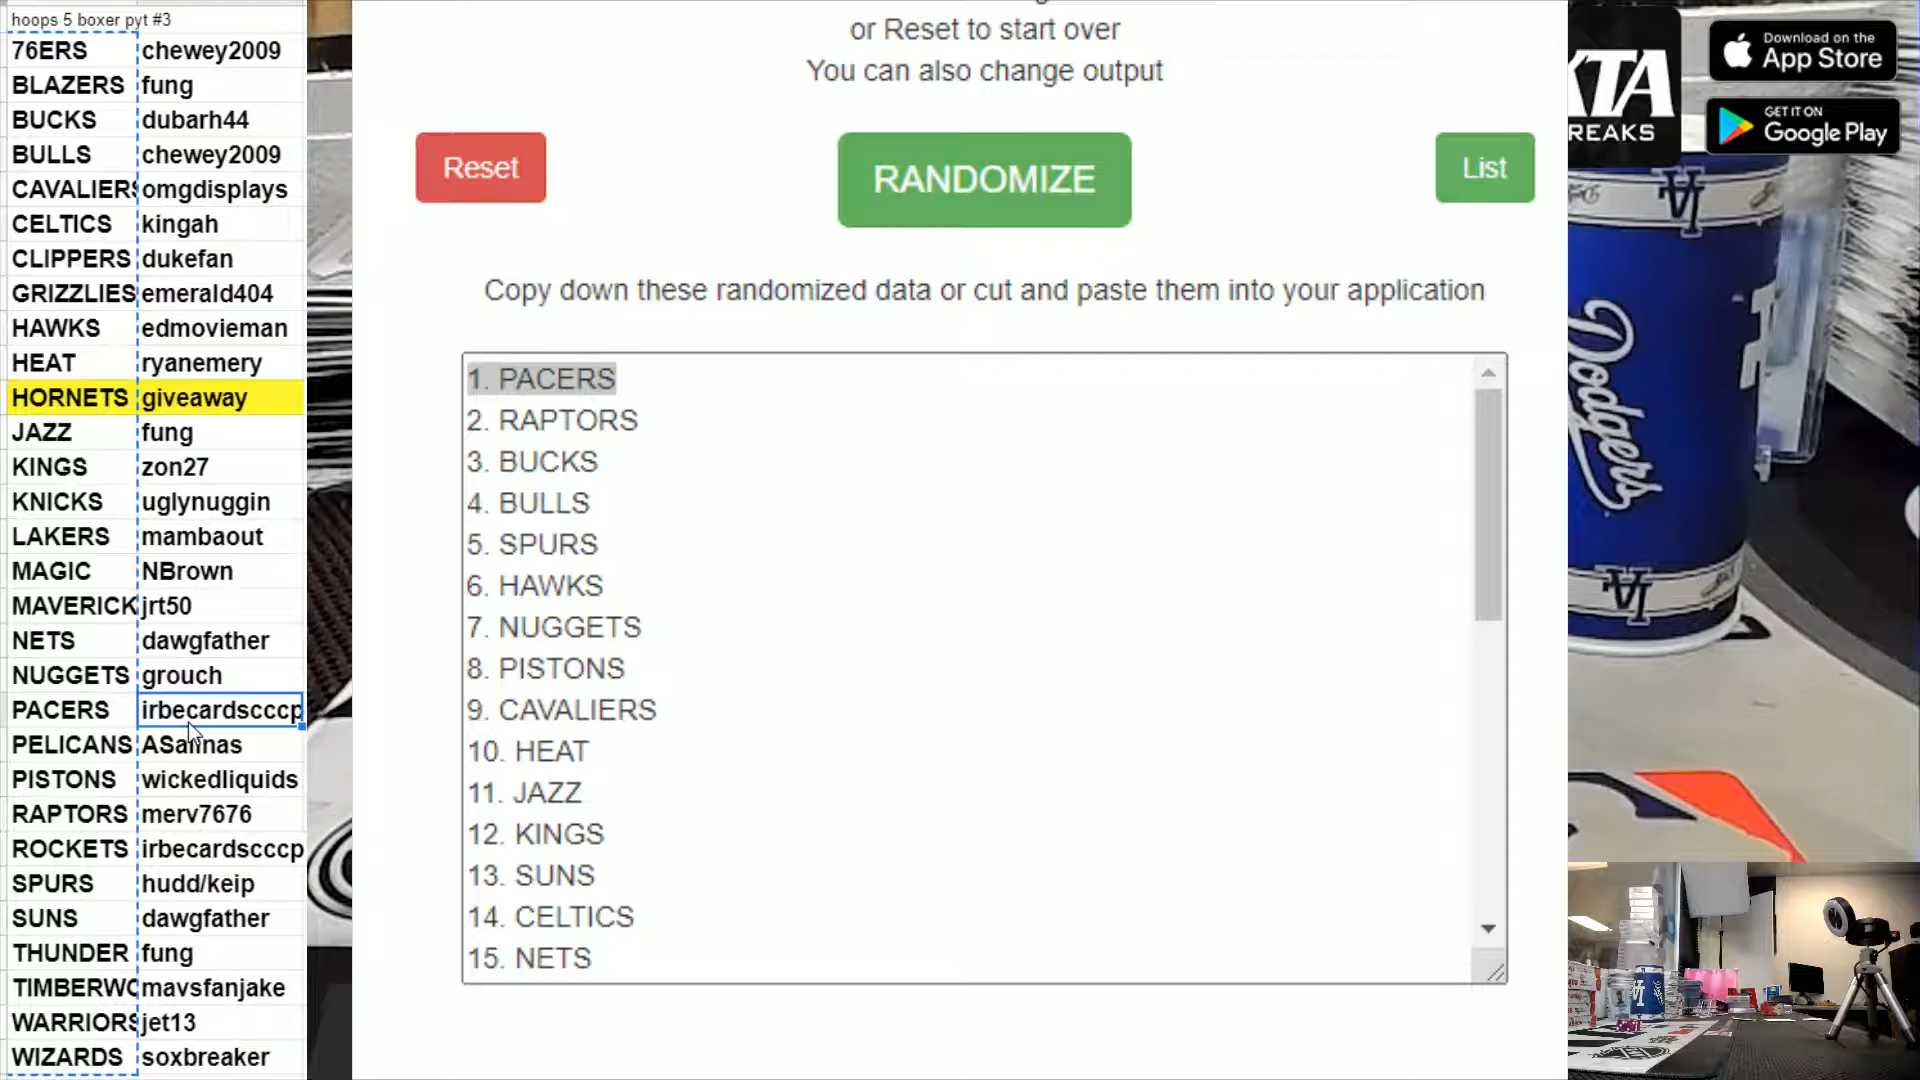 hoops 5 boxer pyt #3
76ERS chewey2009
BLAZERS fung
BUCKS dubarh44
BULLS chewey2009
CAVALIERS omgdisplays
CELTICS kingah
CLIPPERS dukefan
GRIZZLIES emerald404
HAWKS edmovieman
HEAT ryanemery
HORNETS giveaway
JAZZ fung
KINGS zon27
KNICKS uglynuggin
LAKERS mambaout
MAGIC NBrown
MAVERICK jrt50
NETS dawgfather
NUGGETS grouch
PACERS irbecardscccp
PELICANS ASalinas
PISTONS wickedliquids
RAPTORS merv7676
ROCKETS irbecardscccp
SPURS hudd/keip
SUNS dawgfather
THUNDER fung
TIMBERWO mavsfanjake
WARRIORS jet13
WIZARDS soxbreaker
or Reset to start over
You can also change output
Reset
RANDOMIZE
List
Copy down these randomized data or cut and paste them into your application
1. PACERS
2. RAPTORS
3. BUCKS
4. BULLS
5. SPURS
6. HAWKS
7. NUGGETS
8. PISTONS
9. CAVALIERS
10. HEAT
11. JAZZ
12. KINGS
13. SUNS
14. CELTICS
15. NETS
XTA
REAKS
Download on the
App Store
GET IT ON
Google Play
LA
Dodgers
LA